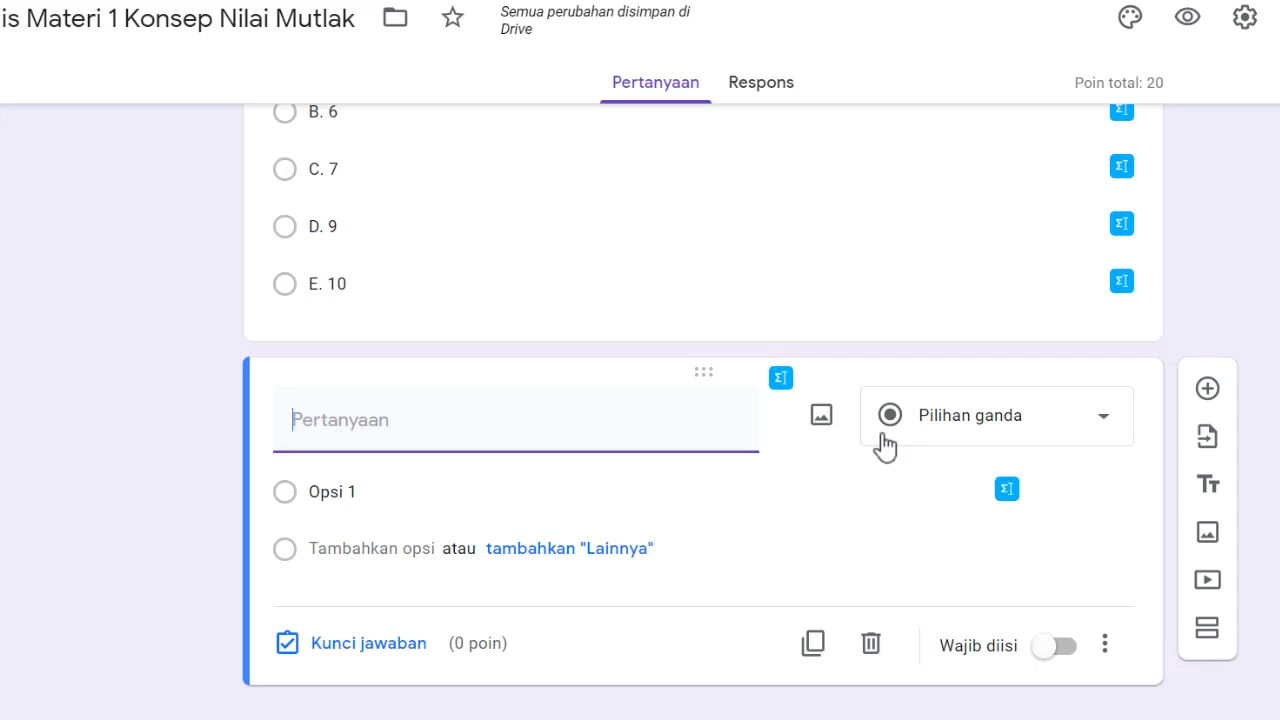 is Materi 1 Konsep Nilai Mutlak
Semua perubahan disimpan di
Drive
Pertanyaan
Respons
Poin total: 20
B. 6
C. 7
D. 9
E. 10
Pertanyaan
Pilihan ganda
Opsi 1
Tambahkan opsi atau tambahkan "Lainnya"
Kunci jawaban (0 poin)
Wajib diisi